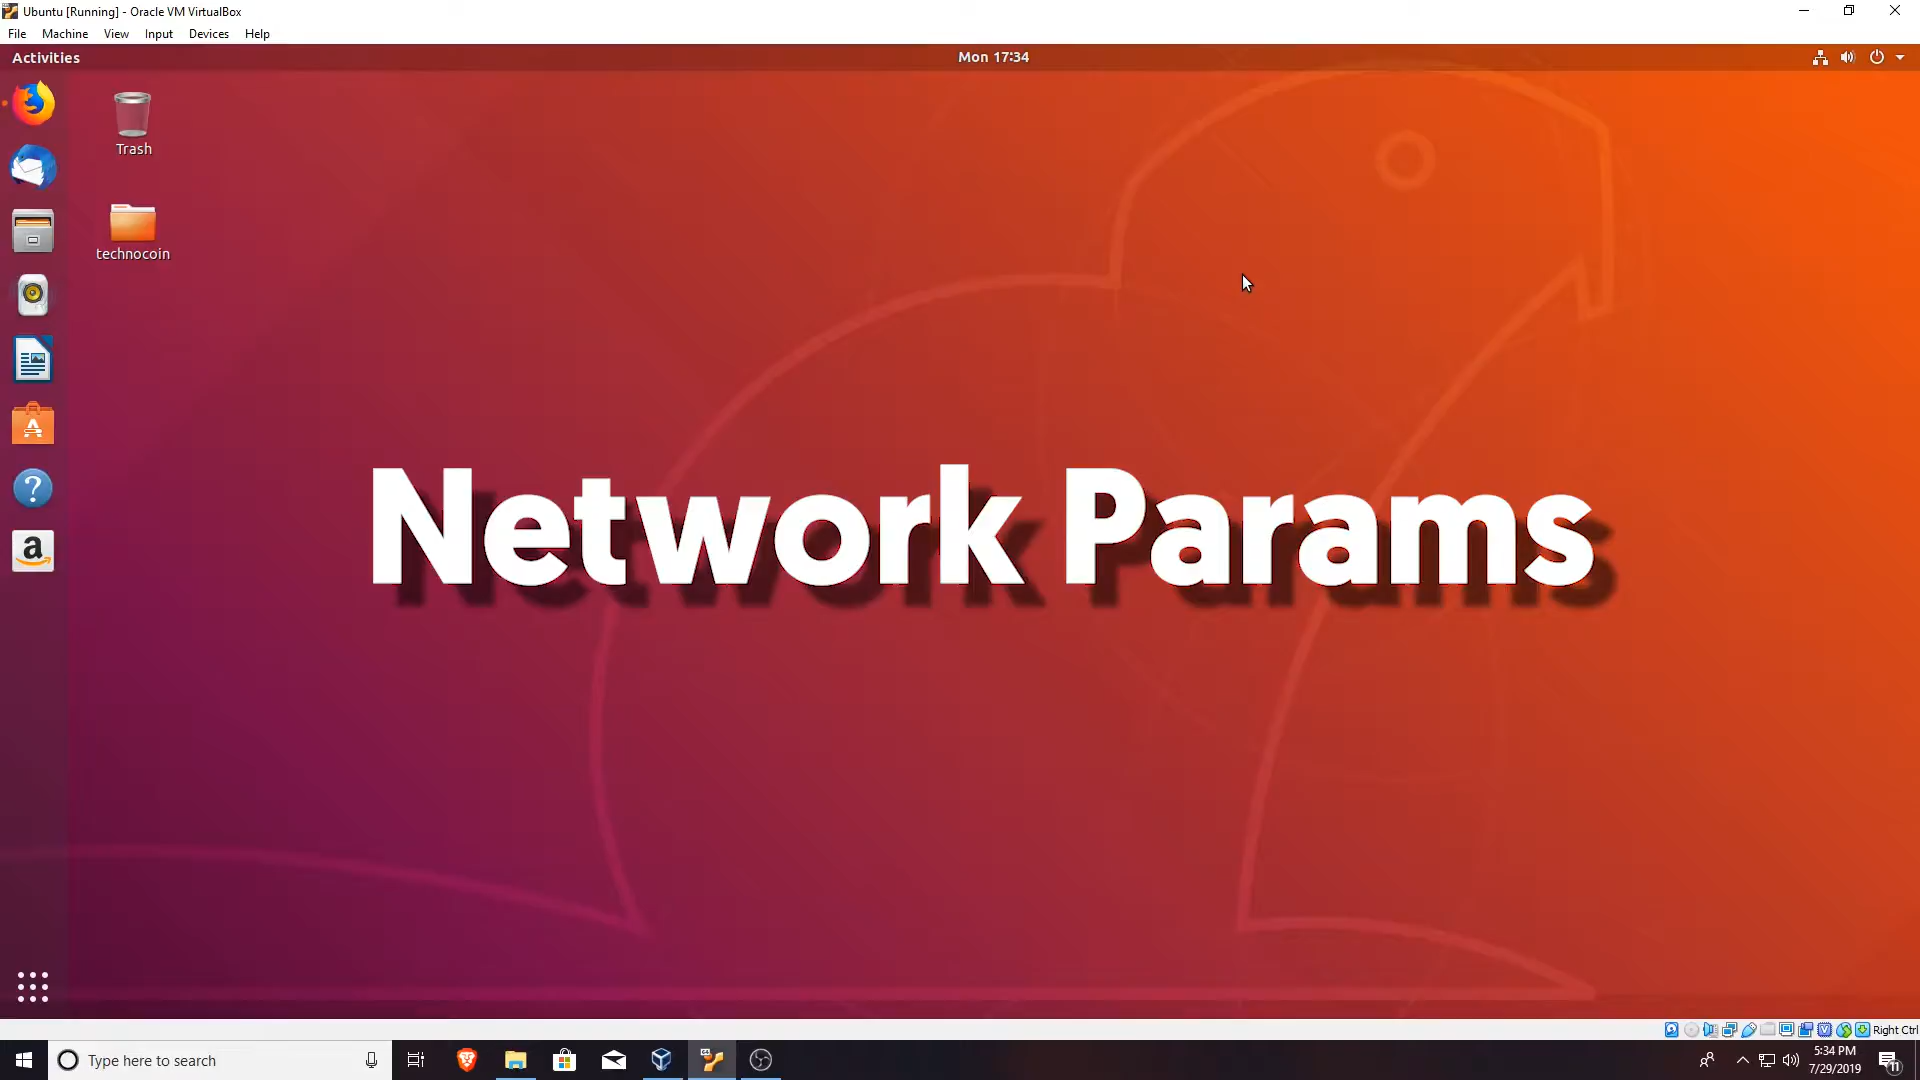 Ubuntu [Running] - Oracle VM VirtualBox
File Machine View Input Devices Help
Activities
Mon 17:34
Trash
technocoin
Network Params
Right Ctrl
Type here to search
5:34 PM
7/29/2019
11